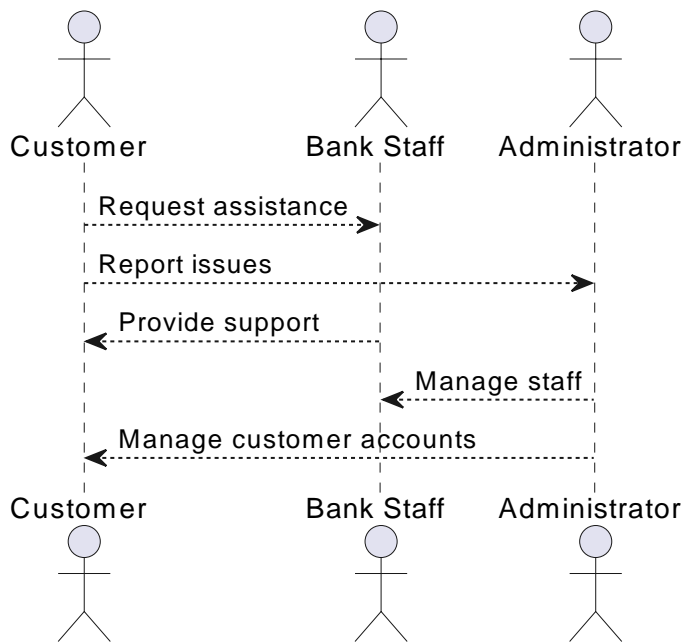 Customer Bank Staff Administrator
Request assistance
Report issues
Provide support
Manage staff
Manage customer accounts
Customer Bank Staff Administrator